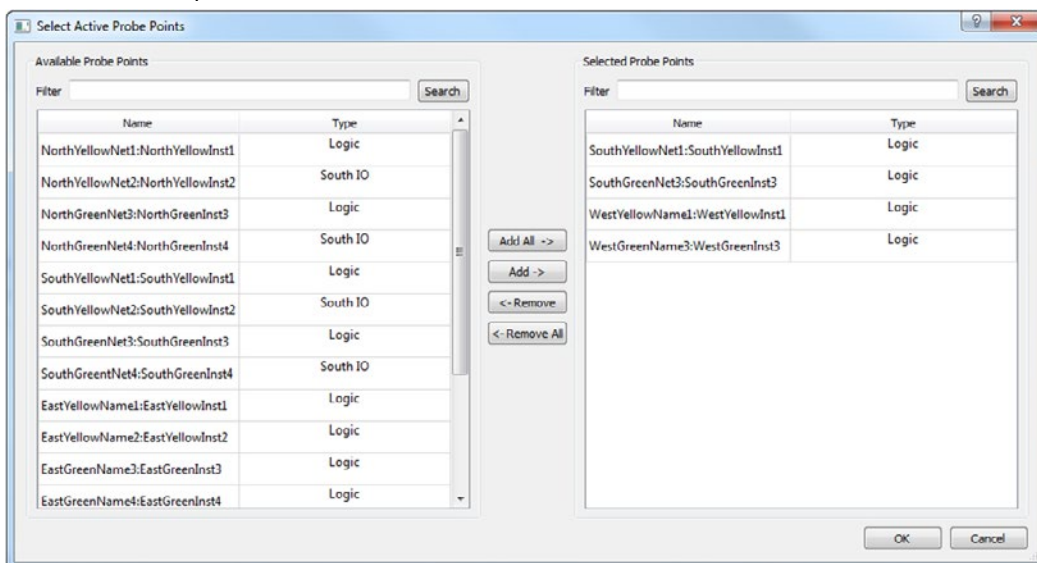 Select Active Probe Points
Available Probe Points
Filter Search
Name Type
NorthYellowNet1:NorthYellowInst1 Logic
NorthYellowNet2:NorthYellowInst2 South IO
NorthGreenNet3:NorthGreenInst3 Logic
NorthGreenNet4:NorthGreenInst4 South IO
SouthYellowNet1:SouthYellowInst1 Logic
SouthYellowNet2:SouthYellowInst2 South IO
SouthGreenNet3:SouthGreenInst3 Logic
SouthGreentNet4:SouthGreenInst4 South IO
EastYellowName1:EastYellowInst1 Logic
EastYellowName2:EastYellowInst2 Logic
EastGreenName3:EastGreenInst3 Logic
EastGreenName4:EastGreenInst4 Logic
Add All ->
Add ->
<- Remove
<- Remove All
Selected Probe Points
Filter Search
Name Type
SouthYellowNet1:SouthYellowInst1 Logic
SouthGreenNet3:SouthGreenInst3 Logic
WestYellowName1:WestYellowInst1 Logic
WestGreenName3:WestGreenInst3 Logic
OK Cancel